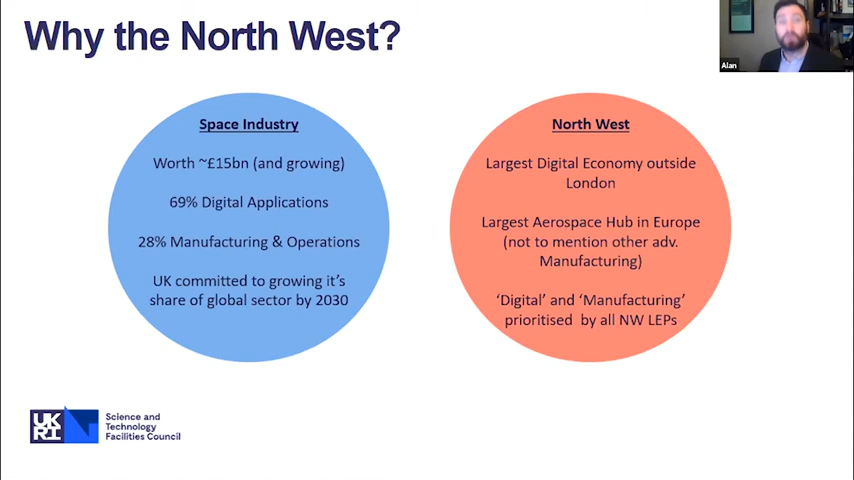 Why the North West?
Alan
Space Industry
Worth ~£15bn (and growing)
69% Digital Applications
28% Manufacturing & Operations
UK committed to growing it's
share of global sector by 2030
North West
Largest Digital Economy outside
London
Largest Aerospace Hub in Europe
(not to mention other adv.
Manufacturing)
‘Digital’ and ‘Manufacturing’
prioritised by all NW LEPs
UK
RI
Science and
Technology
Facilities Council